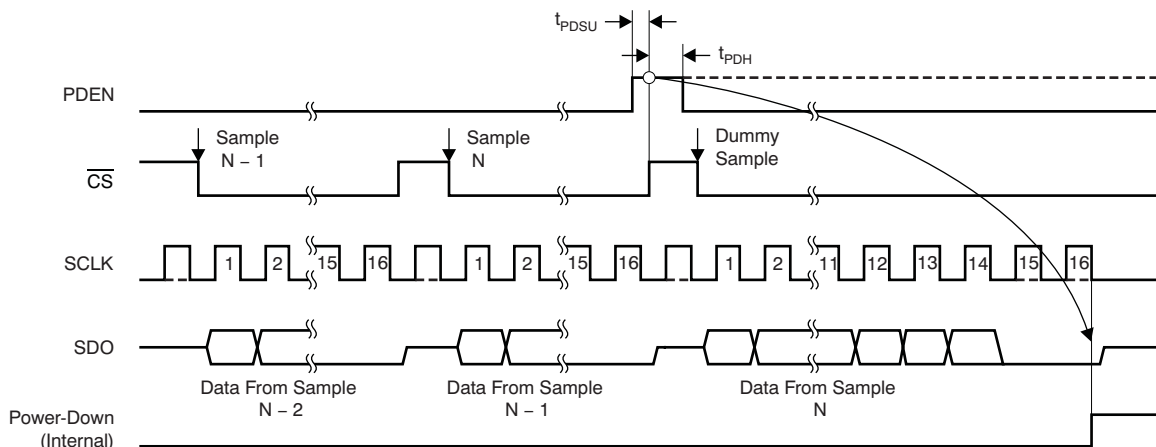 tPDSU
tPDH
PDEN
Sample
N – 1
Sample
N
Dummy
Sample
CS
SCLK
1 2 15 16 1 2 15 16 1 2 11 12 13 14 15 16
SDO
Data From Sample
N – 2
Data From Sample
N – 1
Data From Sample
N
Power-Down
(Internal)